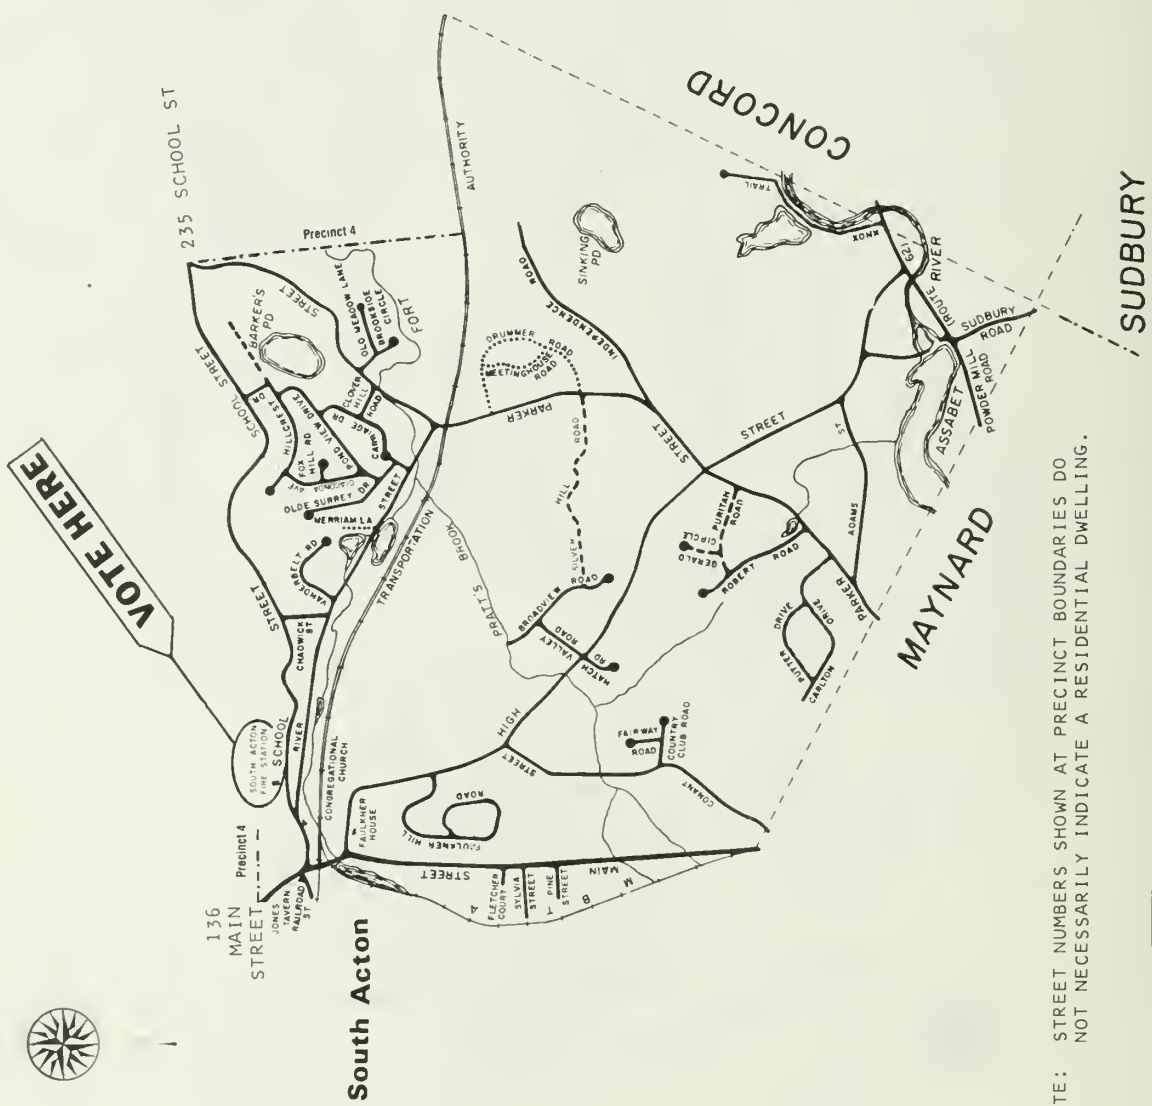 VOTE HERE
235 SCHOOL ST
Precinct 4
136
MAIN
STREET
Precinct 4
JONES
TAVERN
RAILROAD
ST
South Acton
SOUTH ACTON
FIRE STATION
SCHOOL
STREET
SCHOOL
STREET
STREET
RIVER
CHADWICK
ST
VANDERBELT RD
MERRIAM LA
OLDE SURREY DR
STREET
GIACONDA
AVE
FOX
HILL RD
HILLCREST DR
POND VIEW DRIVE
CARRIAGE DR
CLOVER
HILL
ROAD
BARKER'S
PD
OLD MEADOW LANE
BROOKSIDE
CIRCLE
FORT
CONGREGATIONAL
CHURCH
TRANSPORTATION
AUTHORITY
FAULKNER
HOUSE
FAULKNER HILL
ROAD
MAIN
STREET
FLETCHER
COURT
SYLVIA
STREET
PINE
STREET
M
B
T
A
HIGH
STREET
STREET
CONANT
FAIRWAY
ROAD
COUNTRY
CLUB ROAD
PRATT'S
BROOK
BROADVIEW
ROAD
VALLEY
ROAD
HATCH
RD
SILVER
HILL
ROAD
PARKER
STREET
DRUMMER
ROAD
MEETINGHOUSE
ROAD
INDEPENDENCE
ROAD
SINKING
PD
GERALD
CIRCLE
PURITAN
ROAD
ROBERT
ROAD
PUTTER
DRIVE
CARLTON
DRIVE
PARKER
ADAMS
ST
KNOX
TRAIL
ROUTE
62)
RIVER
ASSABET
SUDBURY
ROAD
POWDER MILL
ROAD
CONCORD
SUDBURY
MAYNARD
TE: STREET NUMBERS SHOWN AT PRECINCT BOUNDARIES DO
NOT NECESSARILY INDICATE A RESIDENTIAL DWELLING.